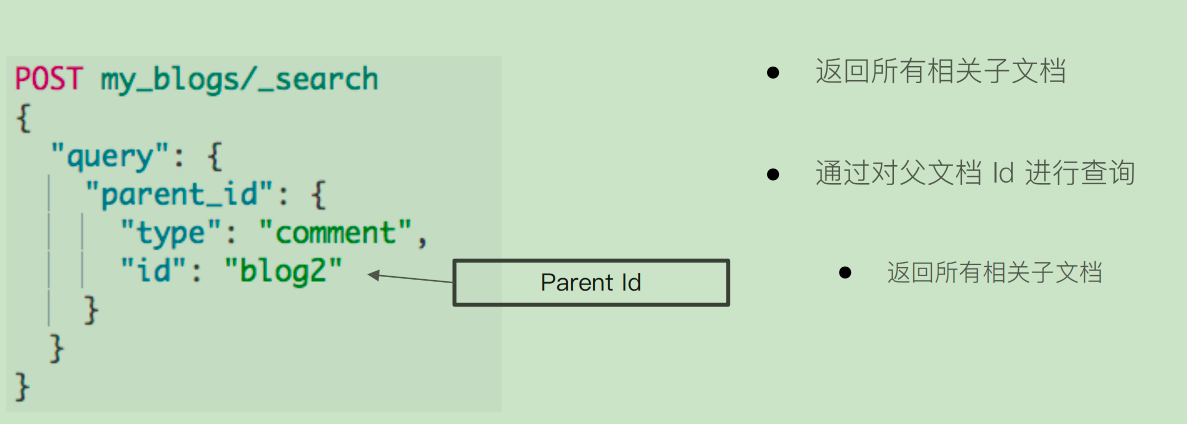 POST my_blogs/_search
{
"query": {
"parent_id": {
"type": "comment",
"id": "blog2"
}
}
}
Parent Id
● 返回所有相关子文档
● 通过对父文档 Id 进行查询
● 返回所有相关子文档